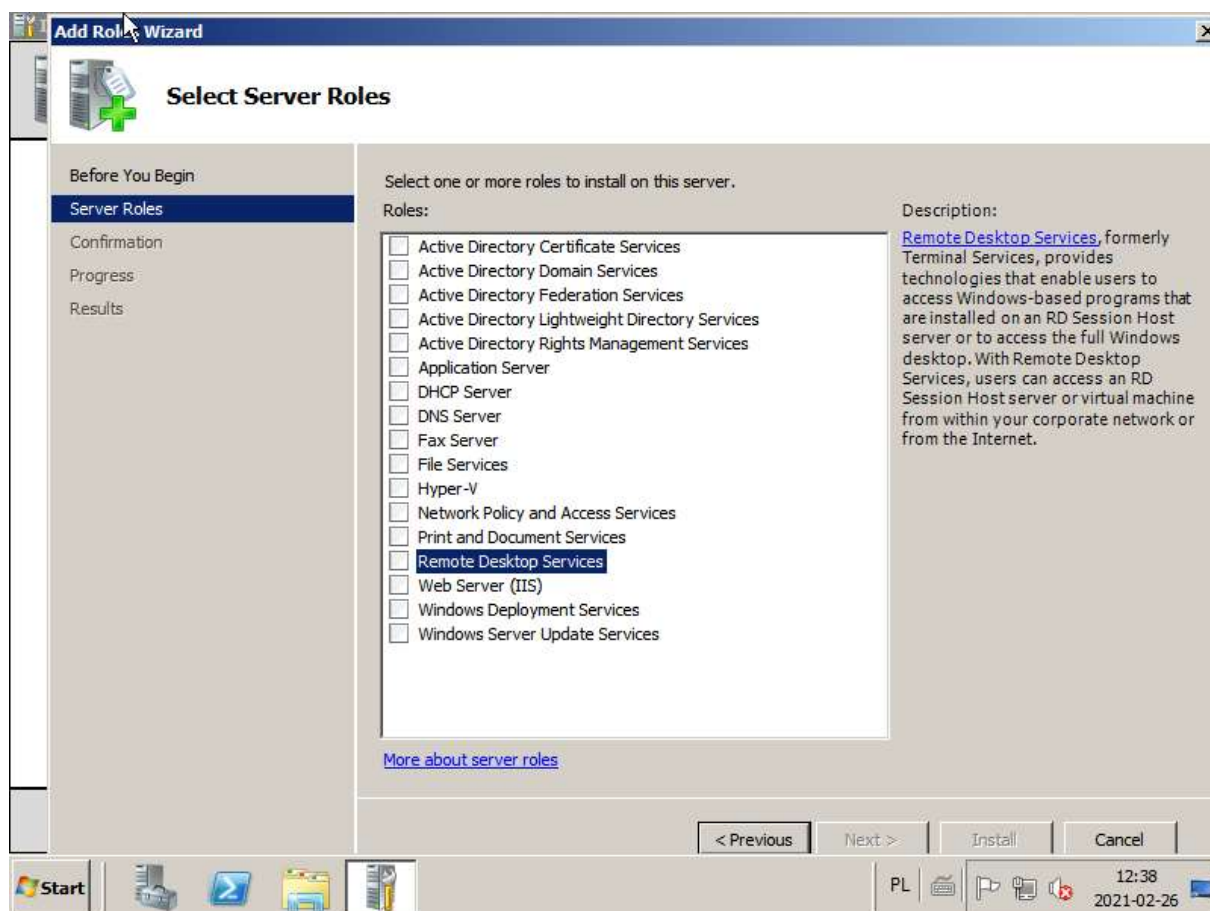 Add Roles Wizard
Select Server Roles
Before You Begin
Server Roles
Confirmation
Progress
Results
Select one or more roles to install on this server.
Roles:
Active Directory Certificate Services
Active Directory Domain Services
Active Directory Federation Services
Active Directory Lightweight Directory Services
Active Directory Rights Management Services
Application Server
DHCP Server
DNS Server
Fax Server
File Services
Hyper-V
Network Policy and Access Services
Print and Document Services
Remote Desktop Services
Web Server (IIS)
Windows Deployment Services
Windows Server Update Services
More about server roles
Description:
Remote Desktop Services, formerly
Terminal Services, provides
technologies that enable users to
access Windows-based programs that
are installed on an RD Session Host
server or to access the full Windows
desktop. With Remote Desktop
Services, users can access an RD
Session Host server or virtual machine
from within your corporate network or
from the Internet.
< Previous
Next >
Install
Cancel
Start
PL
12:38
2021-02-26